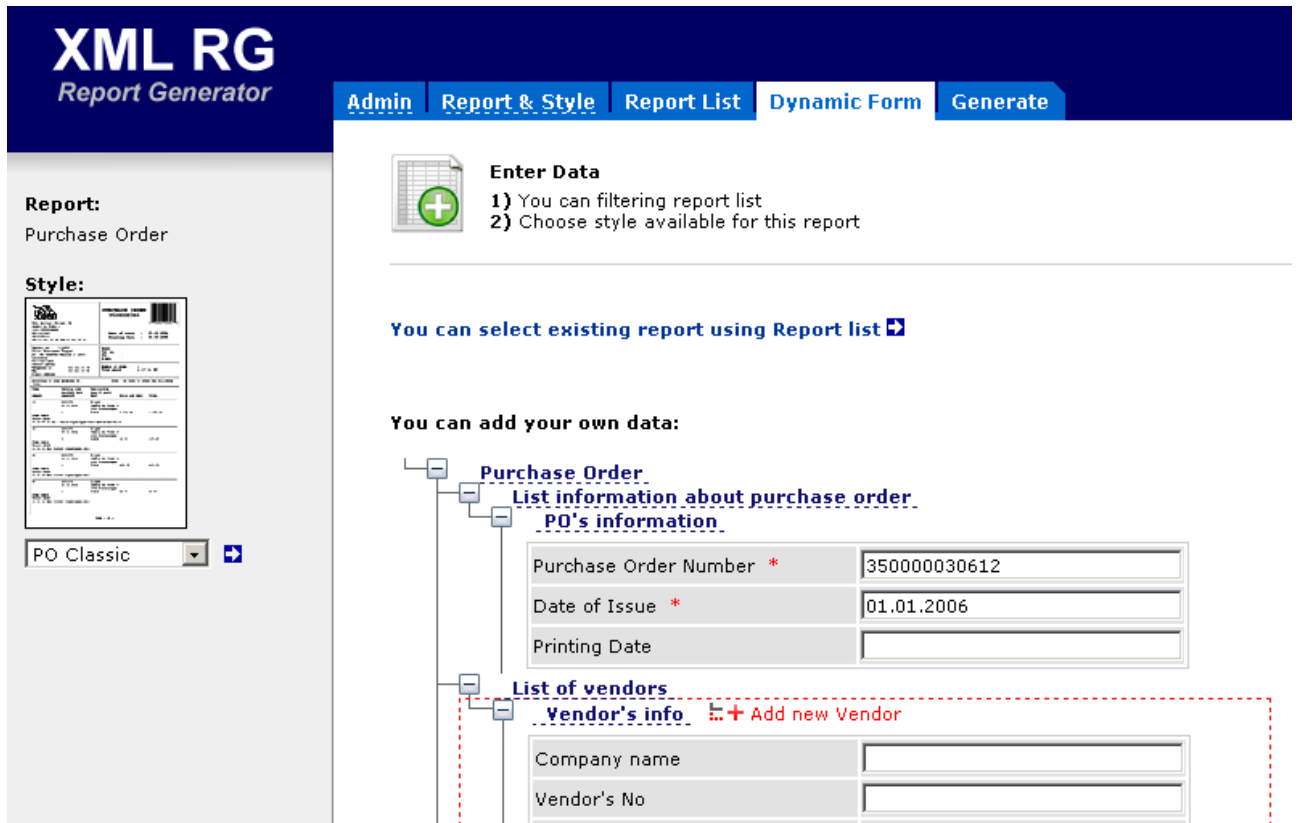 XML RG
Report Generator
Admin
Report & Style
Report List
Dynamic Form
Generate
Enter Data
1) You can filtering report list
2) Choose style available for this report
Report:
Purchase Order
Style:
PO Classic
You can select existing report using Report list
You can add your own data:
Purchase Order
List information about purchase order
PO's information
Purchase Order Number *
350000030612
Date of Issue *
01.01.2006
Printing Date
List of vendors
Vendor's info
Add new Vendor
Company name
Vendor's No